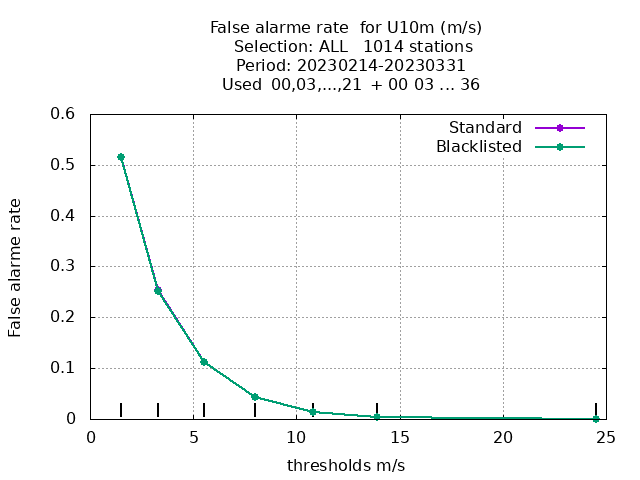 False alarme rate  for U10m (m/s)
Selection: ALL   1014 stations
Period: 20230214-20230331
Used  00,03,...,21  + 00 03 ... 36
Standard
Blacklisted
False alarme rate
0.6
0.5
0.4
0.3
0.2
0.1
0
0 5 10 15 20 25
thresholds m/s